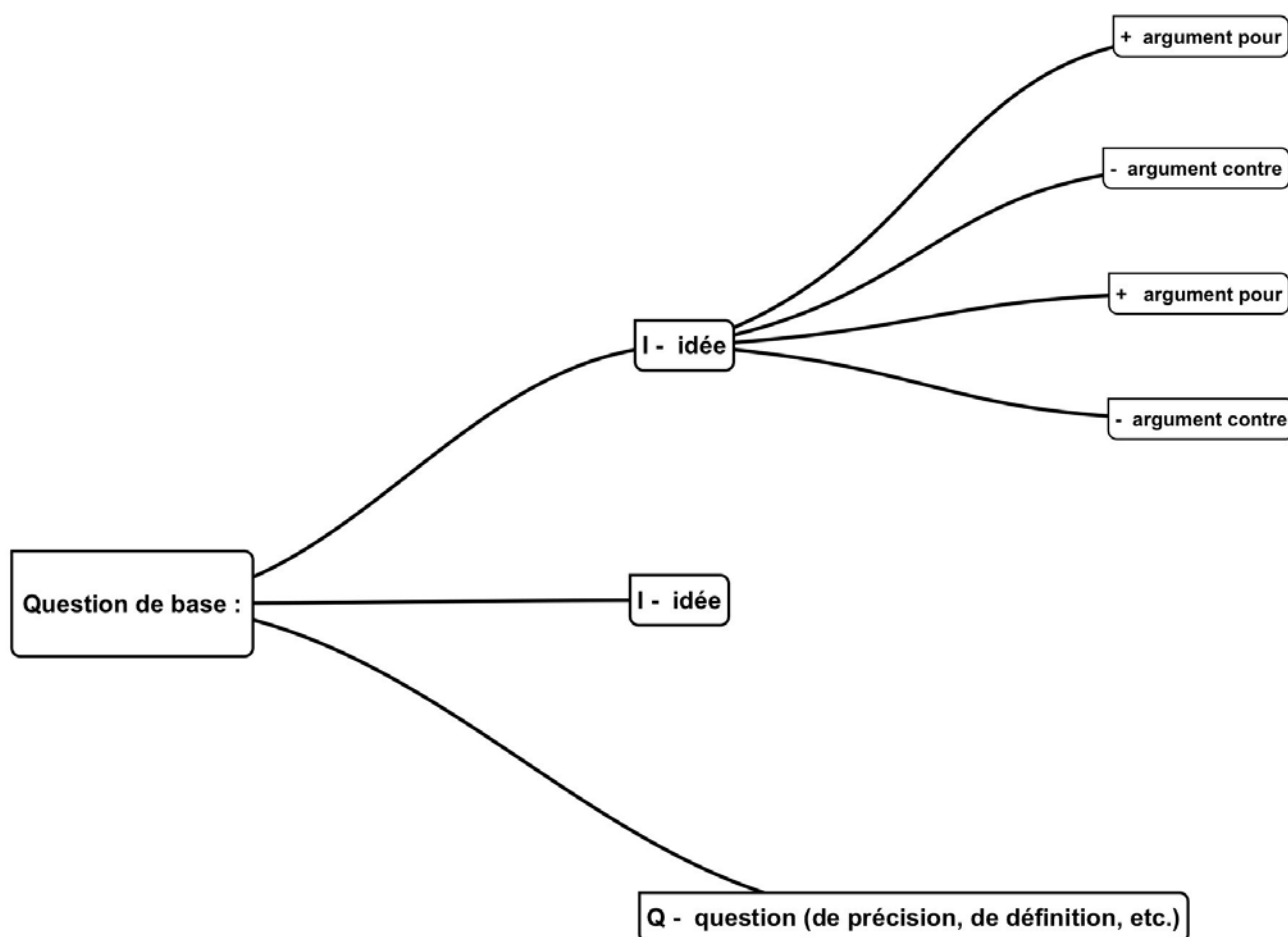 + argument pour
- argument contre
+ argument pour
I - idée
- argument contre
Question de base :
I - idée
Q - question (de précision, de définition, etc.)